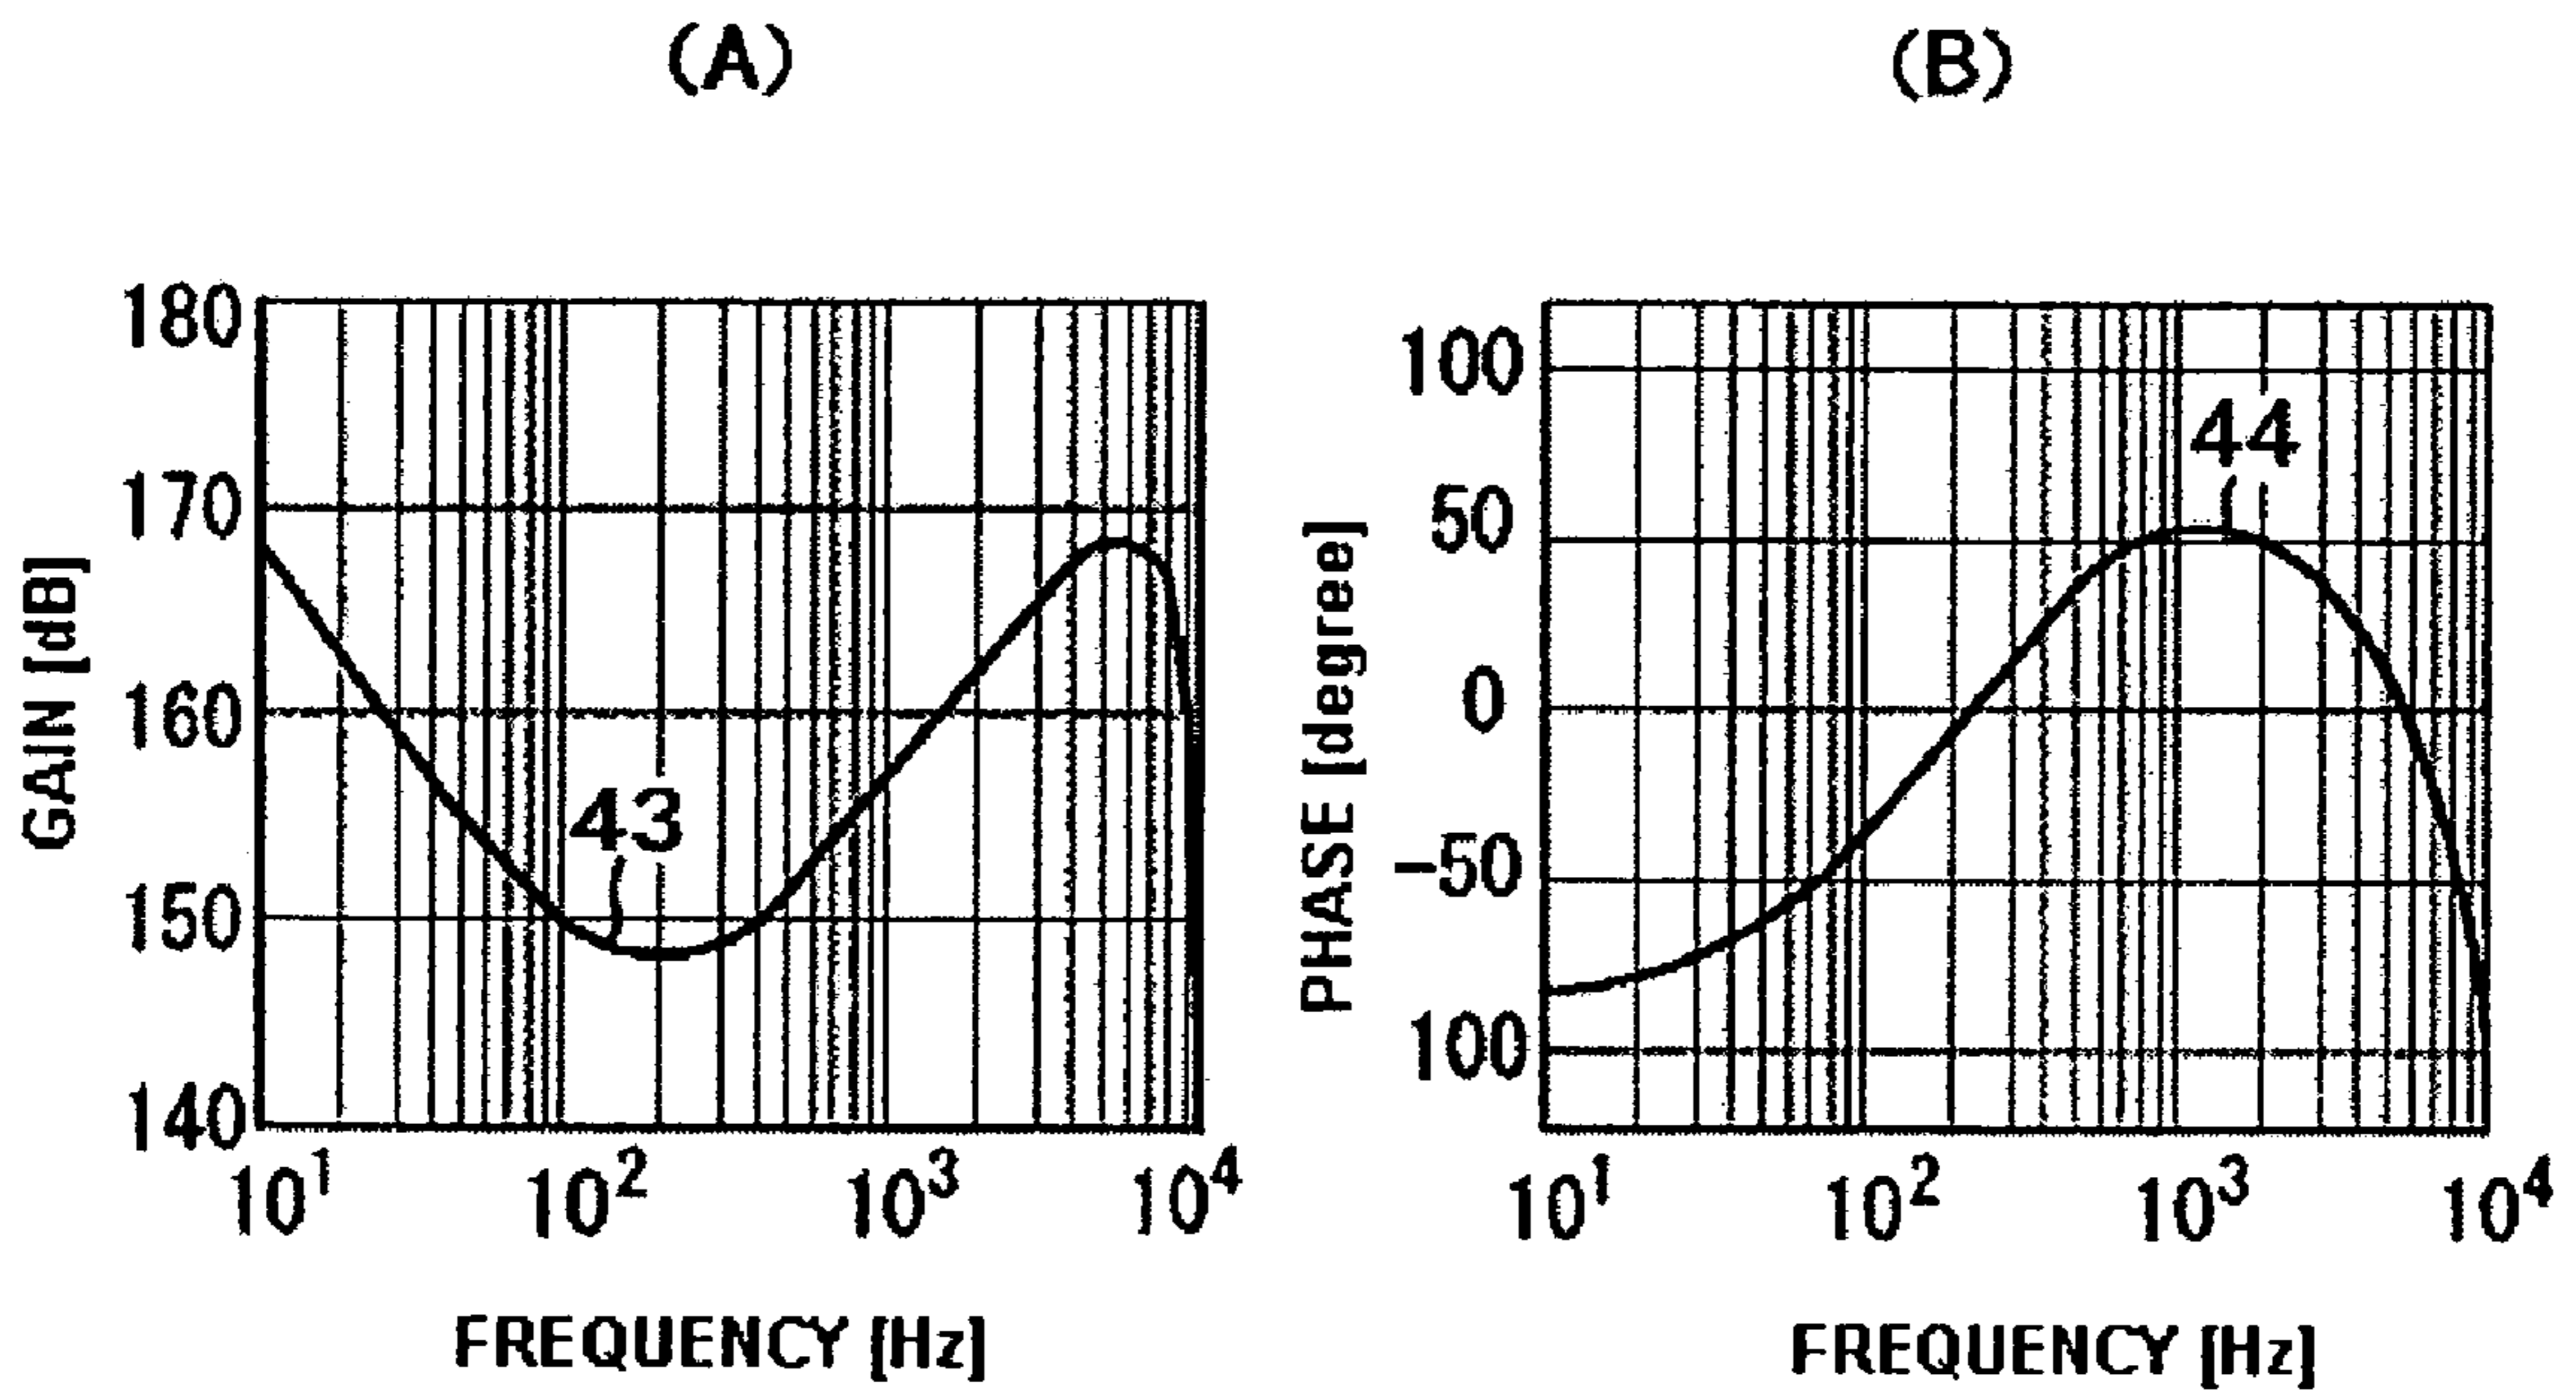 (A)
GAIN [dB]
180
170
160
150
140
43
10¹ 10² 10³ 10⁴
FREQUENCY [Hz]
(B)
PHASE [degree]
100
50
0
-50
100
44
10¹ 10² 10³ 10⁴
FREQUENCY [Hz]